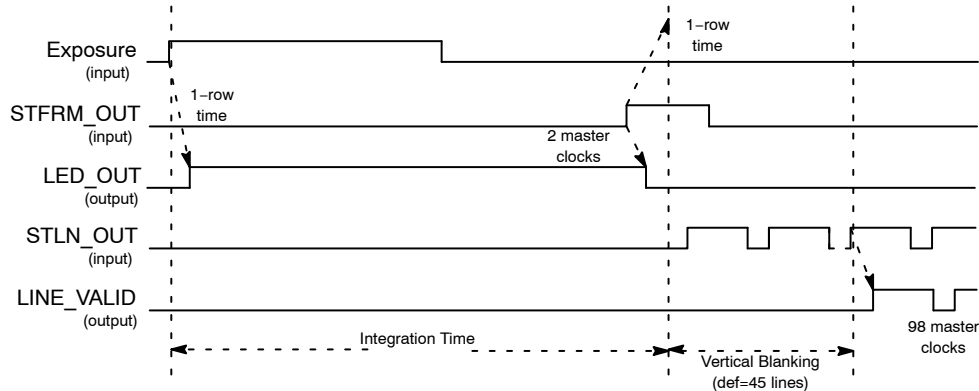 1−row
time
Exposure
(input)
1−row
time
STFRM_OUT
(input)
2 master
clocks
LED_OUT
(output)
STLN_OUT
(input)
LINE_VALID
(output)
98 master
clocks
Integration Time
Vertical Blanking
(def=45 lines)